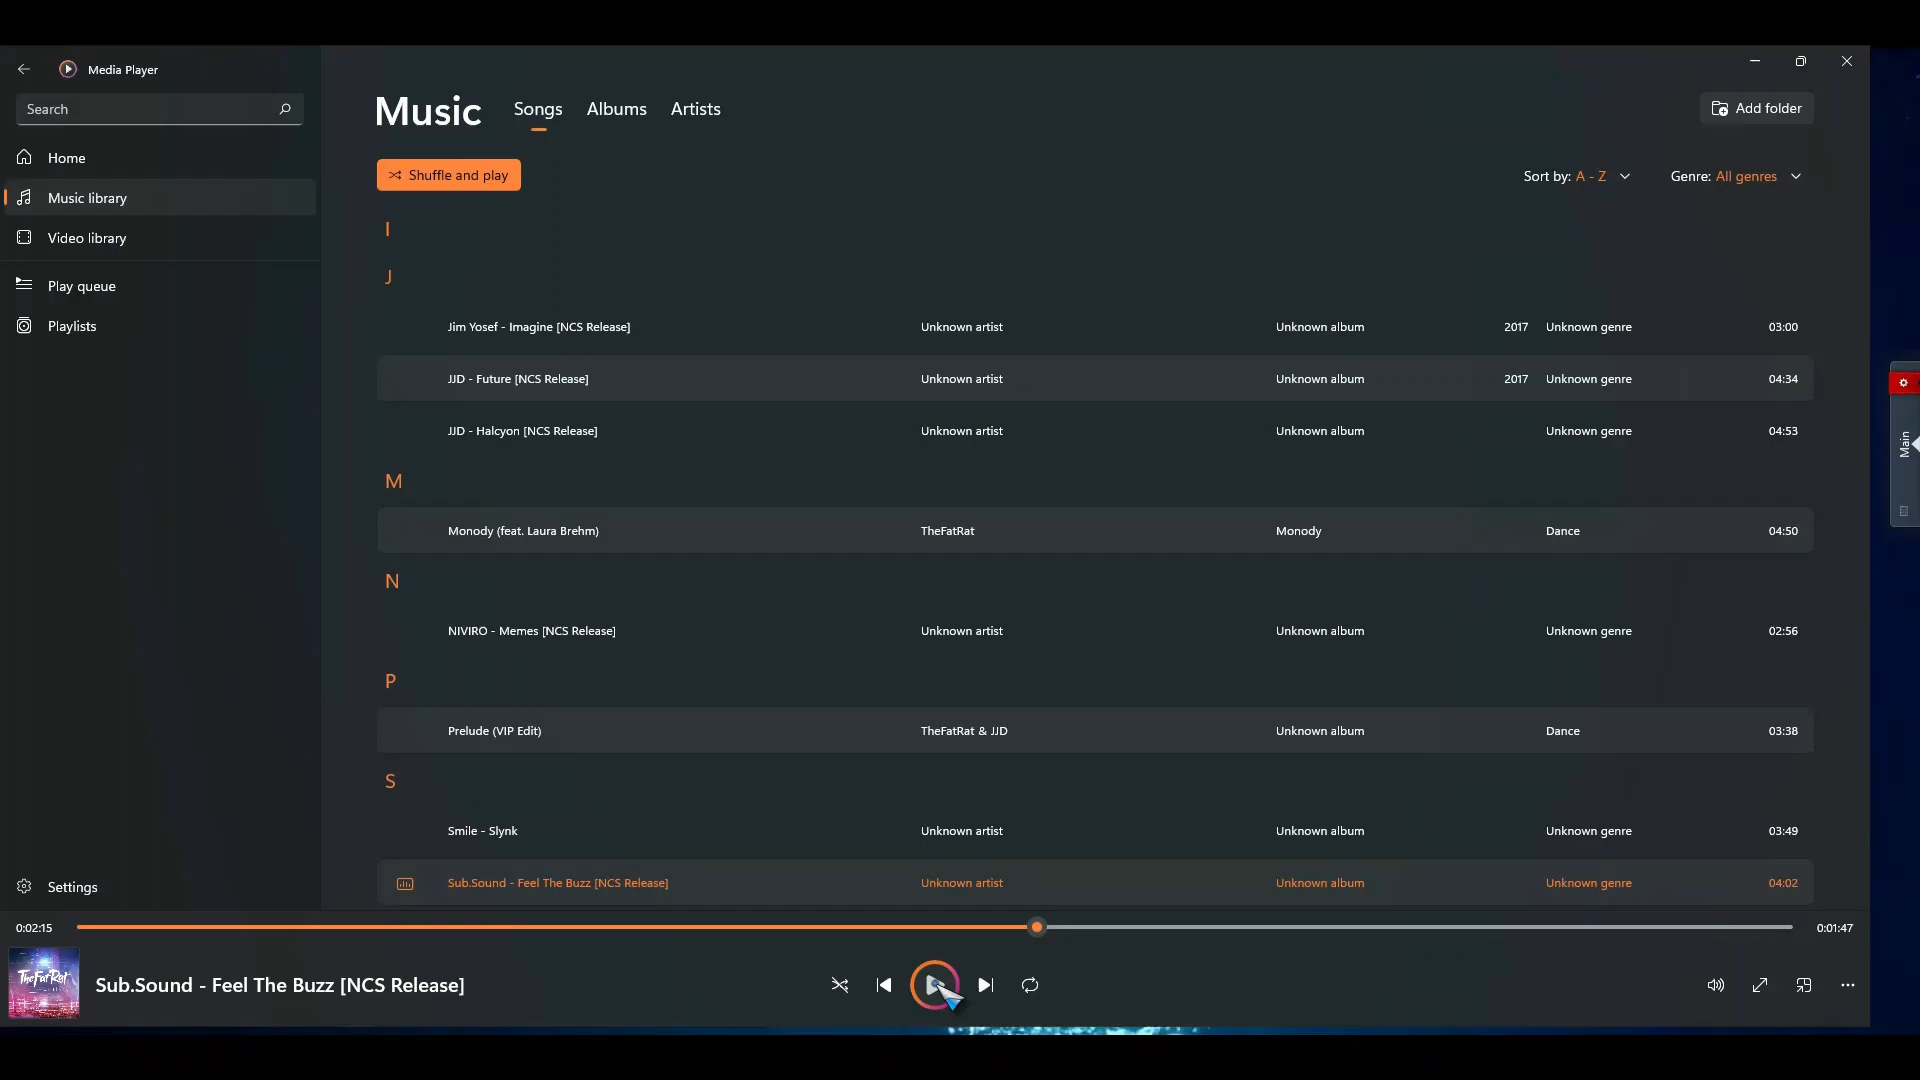 Media Player
Search
Home
Music library
Video library
Play queue
Playlists
Settings
Music Songs Albums Artists
Add folder
Shuffle and play
Sort by: A - Z Genre: All genres
I
J
Jim Yosef - Imagine [NCS Release] Unknown artist Unknown album 2017 Unknown genre 03:00
JJD - Future [NCS Release] Unknown artist Unknown album 2017 Unknown genre 04:34
JJD - Halcyon [NCS Release] Unknown artist Unknown album Unknown genre 04:53
M
Monody (feat. Laura Brehm) TheFatRat Monody Dance 04:50
N
NIVIRO - Memes [NCS Release] Unknown artist Unknown album Unknown genre 02:56
P
Prelude (VIP Edit) TheFatRat & JJD Unknown album Dance 03:38
S
Smile - Slynk Unknown artist Unknown album Unknown genre 03:49
Sub.Sound - Feel The Buzz [NCS Release] Unknown artist Unknown album Unknown genre 04:02
Main
0:02:15 0:01:47
TheFatRat
Sub.Sound - Feel The Buzz [NCS Release]